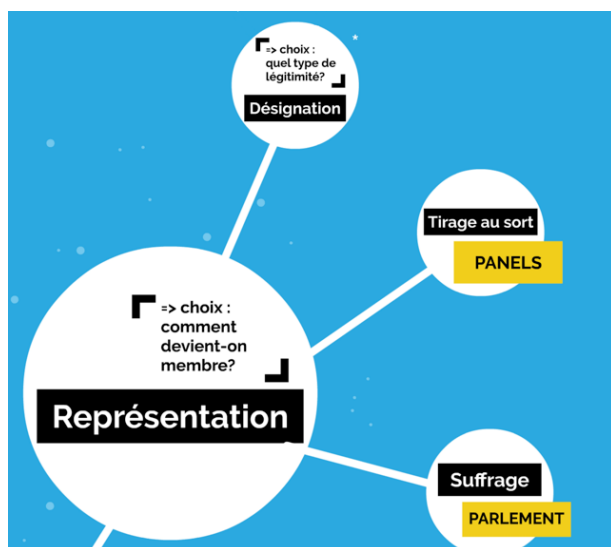 => choix :
quel type de
légitimité?
Désignation
Tirage au sort
PANELS
=> choix :
comment
devient-on
membre?
Représentation
Suffrage
PARLEMENT